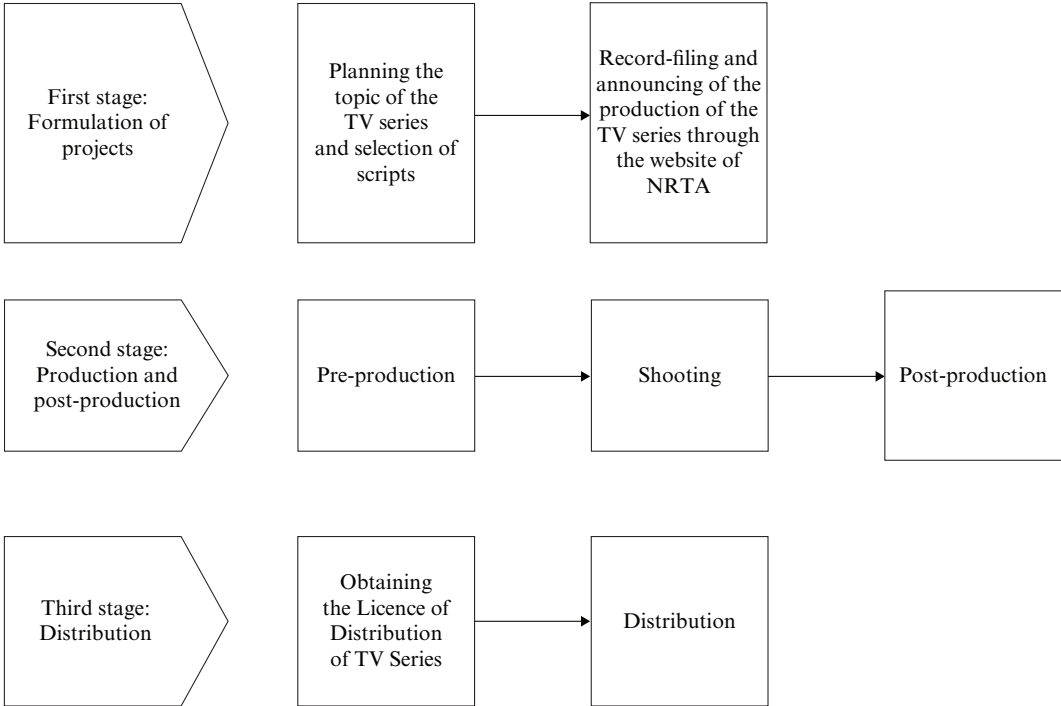 First stage:
Formulation of
projects
Planning the
topic of the
TV series
and selection of
scripts
Record-filing and
announcing of the
production of the
TV series through
the website of
NRTA
Second stage:
Production and
post-production
Pre-production
Shooting
Post-production
Third stage:
Distribution
Obtaining
the Licence of
Distribution
of TV Series
Distribution